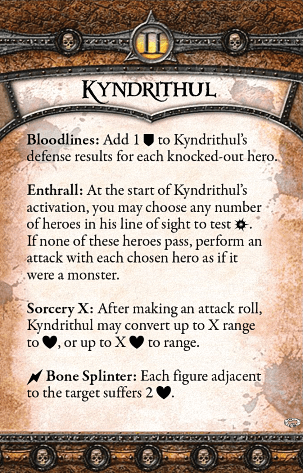 II
KYNDRITHUL
Bloodlines: Add 1 to Kyndrithul's
defense results for each knocked-out hero.
Enthrall: At the start of Kyndrithul's
activation, you may choose any number
of heroes in his line of sight to test .
If none of these heroes pass, perform an
attack with each chosen hero as if it
were a monster.
Sorcery X: After making an attack roll,
Kyndrithul may convert up to X range
to , or up to X to range.
Bone Splinter: Each figure adjacent
to the target suffers 2 .